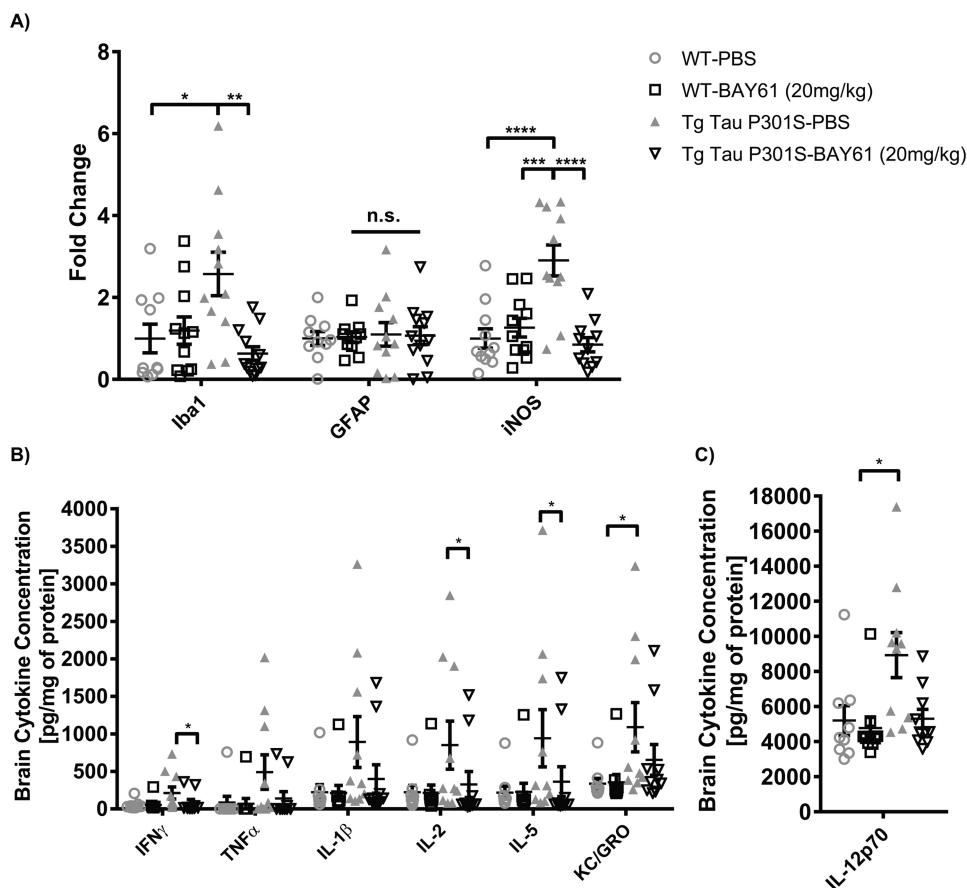 A)
8
6
4
2
0
Fold Change
*
**
n.s.
****
***
****
Iba1
GFAP
iNOS
WT-PBS
WT-BAY61 (20mg/kg)
Tg Tau P301S-PBS
Tg Tau P301S-BAY61 (20mg/kg)
B)
4000
3500
3000
2500
2000
1500
1000
500
0
Brain Cytokine Concentration
[pg/mg of protein]
*
*
*
*
IFNγ
TNFα
IL-1β
IL-2
IL-5
KC/GRO
C)
18000
16000
14000
12000
10000
8000
6000
4000
2000
0
Brain Cytokine Concentration
[pg/mg of protein]
*
IL-12p70